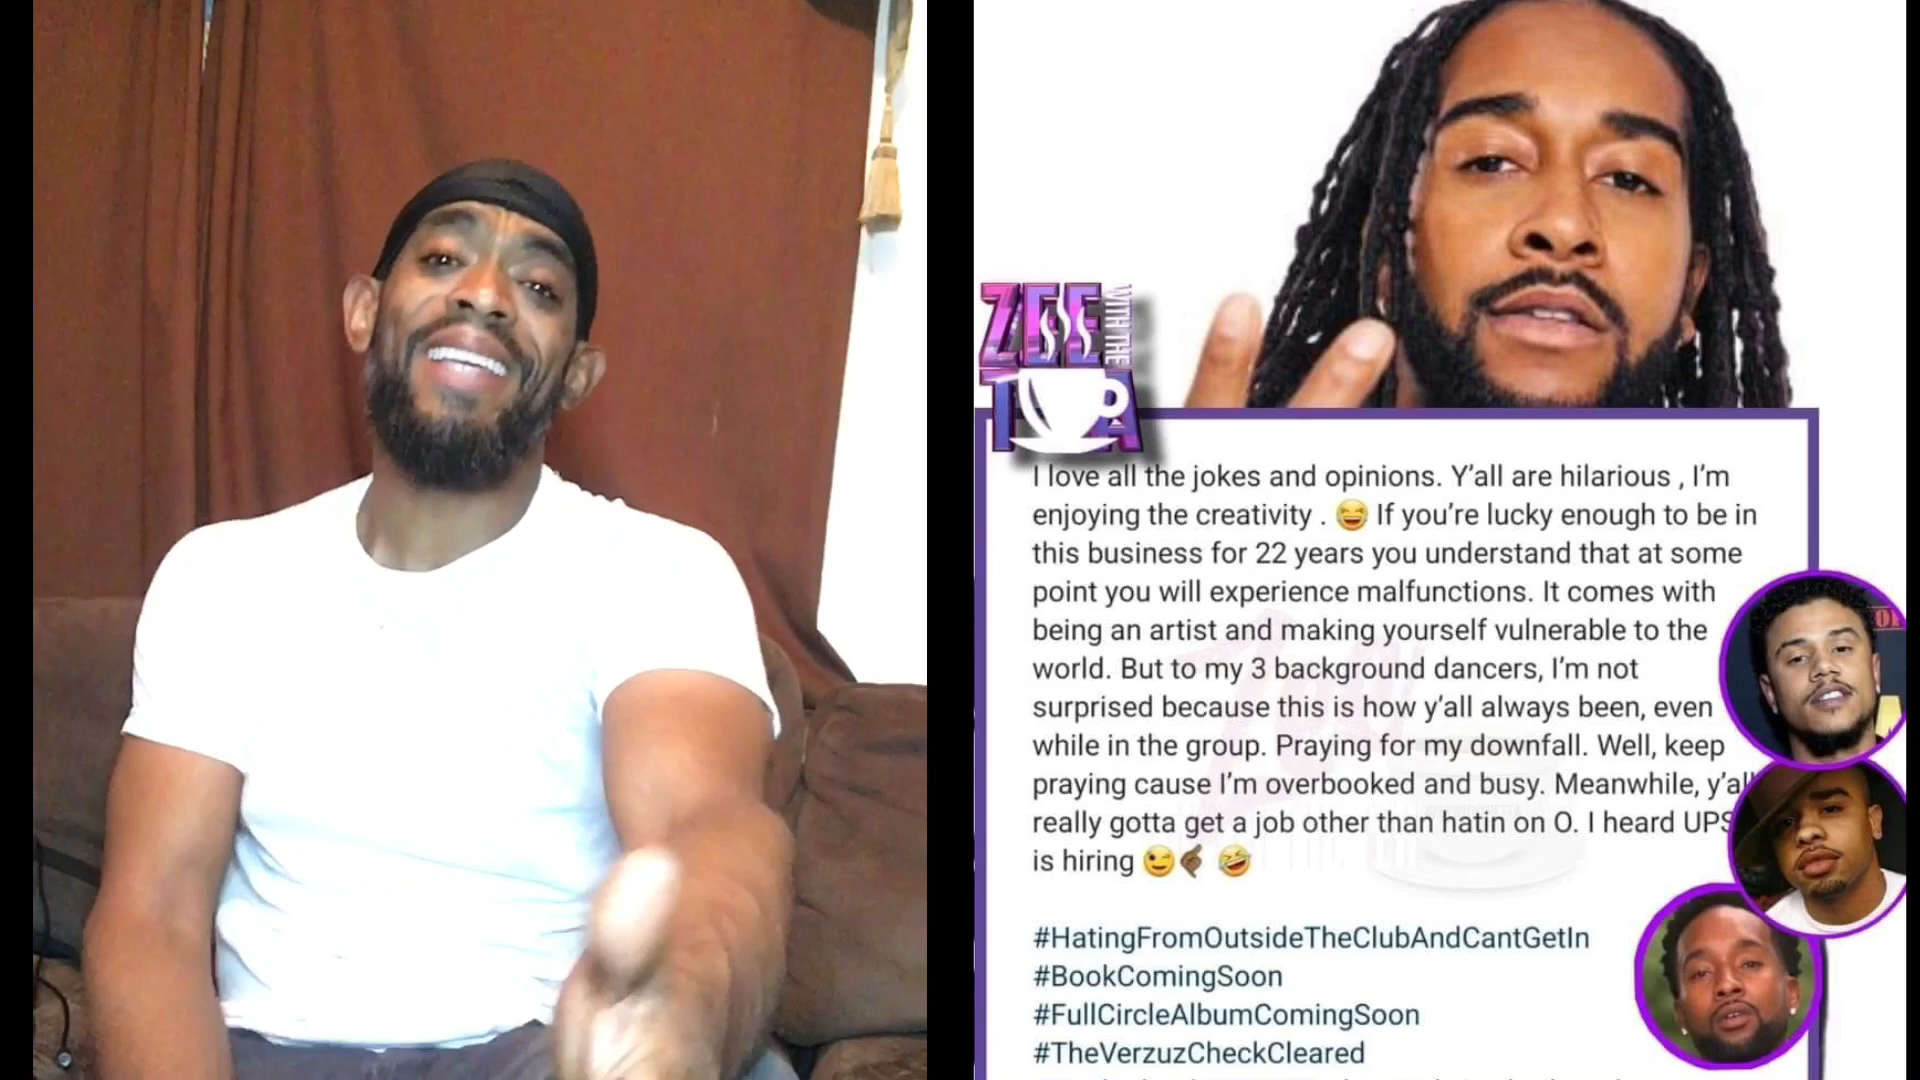 ZEE
WITH THE
TEA
I love all the jokes and opinions. Y’all are hilarious , I’m
enjoying the creativity . 😆 If you’re lucky enough to be in
this business for 22 years you understand that at some
point you will experience malfunctions. It comes with
being an artist and making yourself vulnerable to the
world. But to my 3 background dancers, I’m not
surprised because this is how y’all always been, even
while in the group. Praying for my downfall. Well, keep
praying cause I’m overbooked and busy. Meanwhile, y’all
really gotta get a job other than hatin on O. I heard UPS
is hiring 😉🤙🏾 🤣
#HatingFromOutsideTheClubAndCantGetIn
#BookComingSoon
#FullCircleAlbumComingSoon
#TheVerzuzCheckCleared